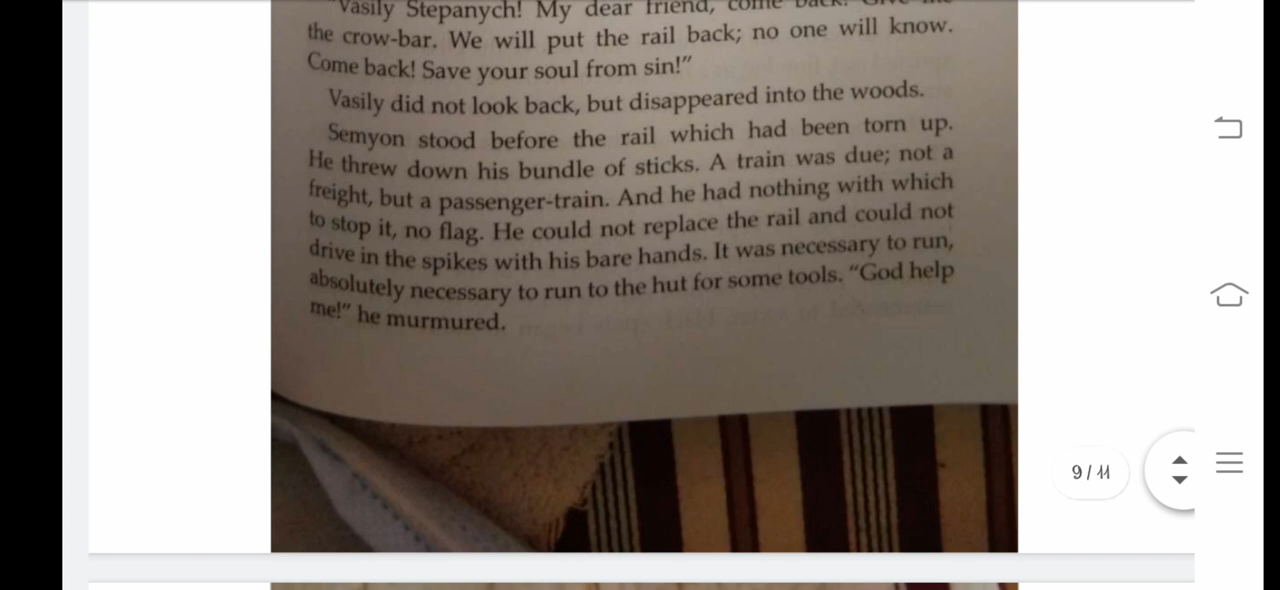 "Vasily Stepanych! My dear friend, come back! Give me
the crow-bar. We will put the rail back; no one will know.
Come back! Save your soul from sin!”
Vasily did not look back, but disappeared into the woods.
Semyon stood before the rail which had been torn up.
He threw down his bundle of sticks. A train was due; not a
freight, but a passenger-train. And he had nothing with which
to stop it, no flag. He could not replace the rail and could not
drive in the spikes with his bare hands. It was necessary to run,
absolutely necessary to run to the hut for some tools. “God help
me!” he murmured.
9 / 11